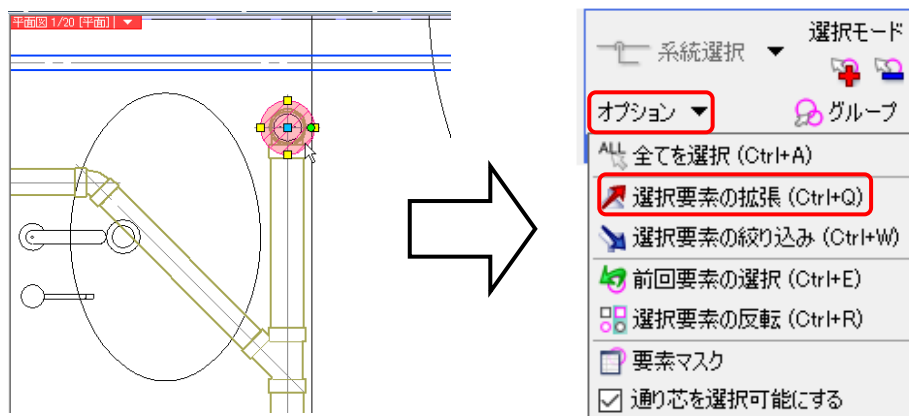 平面図 1/20 [平面] ▼
系統選択 ▼
選択モード
オプション ▼
グループ
ALL 全てを選択 (Ctrl+A)
選択要素の拡張 (Ctrl+Q)
選択要素の絞り込み (Ctrl+W)
前回要素の選択 (Ctrl+E)
選択要素の反転 (Ctrl+R)
要素マスク
通り芯を選択可能にする